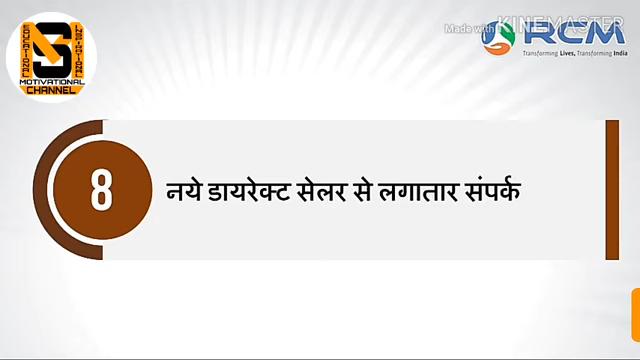 EDUCATIONAL
INSPIRATIONAL
S
MOTIVATIONAL
CHANNEL
Made with KINEMASTER
RCM
Transforming Lives, Transforming India
8
नये डायरेक्ट सेलर से लगातार संपर्क